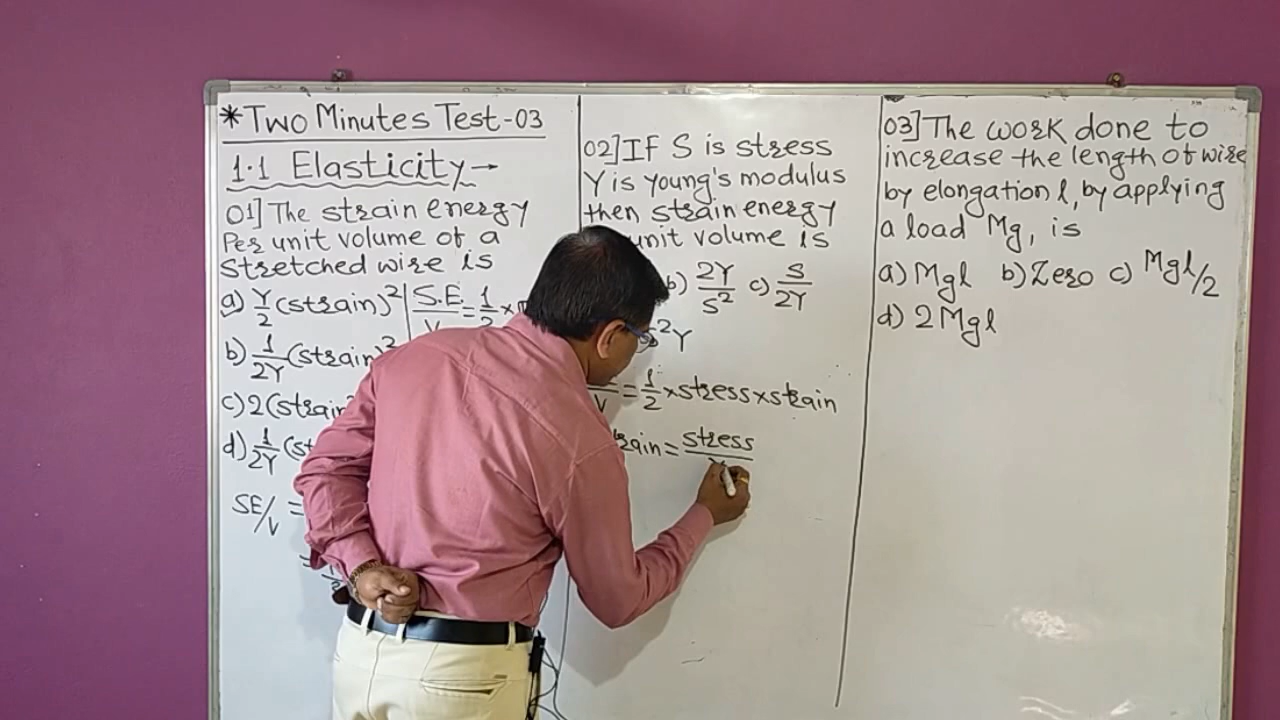 *Two Minutes Test-03
1.1 Elasticity→
01] The strain energy
Per unit volume of a
stretched wire is
a) Y/2 (strain)² | S.E./V = 1/2 ×
b) 1/2Y (strain)²
c) 2(strain
d) 1/2Y (st
SE/V =
= 1/2
02] IF S is stress
Y is young's modulus
then strain energy
unit volume is
b) 2Y/S² c) S/2Y
²Y
V = 1/2 × stress × strain
rain = stress
03] The work done to
increase the length of wire
by elongation l, by applying
a load Mg, is
a) Mgl b) Zero c) Mgl/2
d) 2Mgl